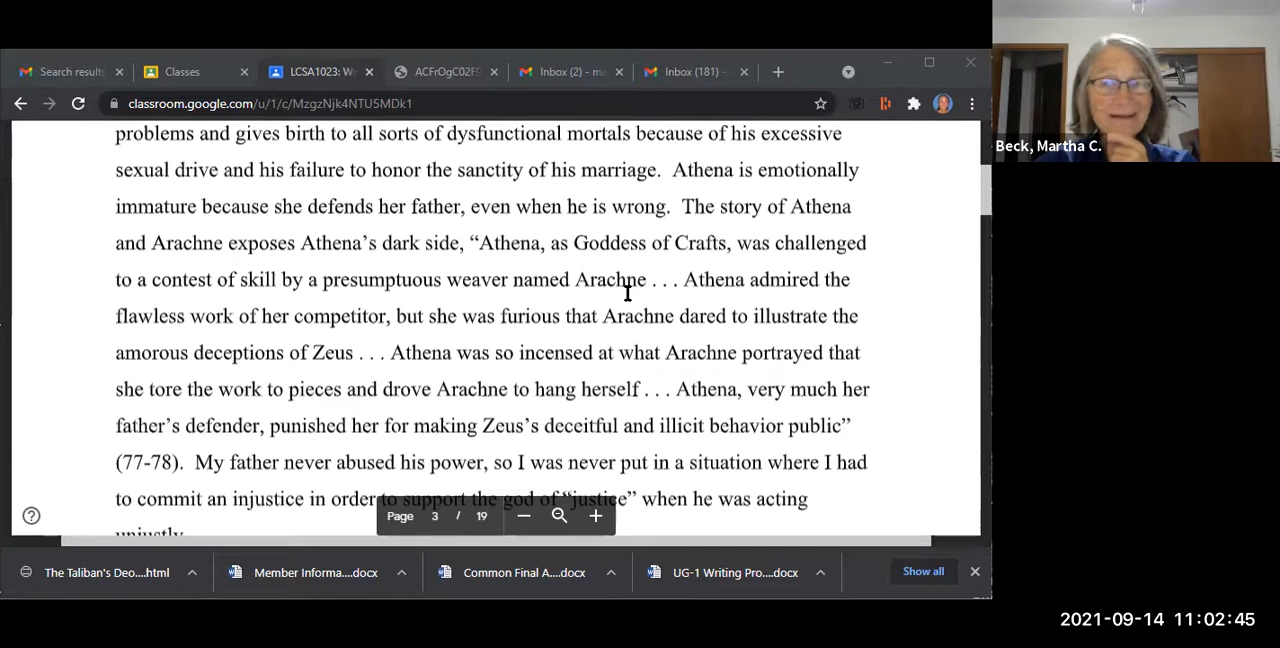 Search results
Classes
LCSA1023: Wr
ACFrOgC02F9
Inbox (2) - ma
Inbox (181) -
classroom.google.com/u/1/c/MzgzNjk4NTU5MDk1
problems and gives birth to all sorts of dysfunctional mortals because of his excessive
sexual drive and his failure to honor the sanctity of his marriage. Athena is emotionally
immature because she defends her father, even when he is wrong. The story of Athena
and Arachne exposes Athena’s dark side, “Athena, as Goddess of Crafts, was challenged
to a contest of skill by a presumptuous weaver named Arachne . . . Athena admired the
flawless work of her competitor, but she was furious that Arachne dared to illustrate the
amorous deceptions of Zeus . . . Athena was so incensed at what Arachne portrayed that
she tore the work to pieces and drove Arachne to hang herself . . . Athena, very much her
father’s defender, punished her for making Zeus’s deceitful and illicit behavior public”
(77-78). My father never abused his power, so I was never put in a situation where I had
to commit an injustice in order to support the god of “justice” when he was acting
unjustly.
Page 3 / 19
The Taliban's Deo....html
Member Informa....docx
Common Final A....docx
UG-1 Writing Pro....docx
Show all
Beck, Martha C.
2021-09-14 11:02:45